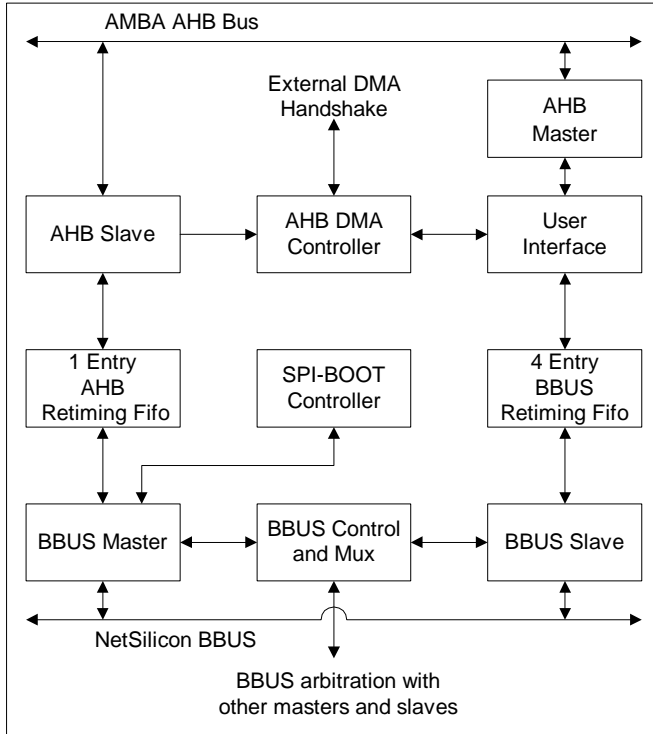 AMBA AHB Bus
External DMA
Handshake
AHB
Master
AHB Slave
AHB DMA
Controller
User
Interface
1 Entry
AHB
Retiming Fifo
SPI-BOOT
Controller
4 Entry
BBUS
Retiming Fifo
BBUS Master
BBUS Control
and Mux
BBUS Slave
NetSilicon BBUS
BBUS arbitration with
other masters and slaves